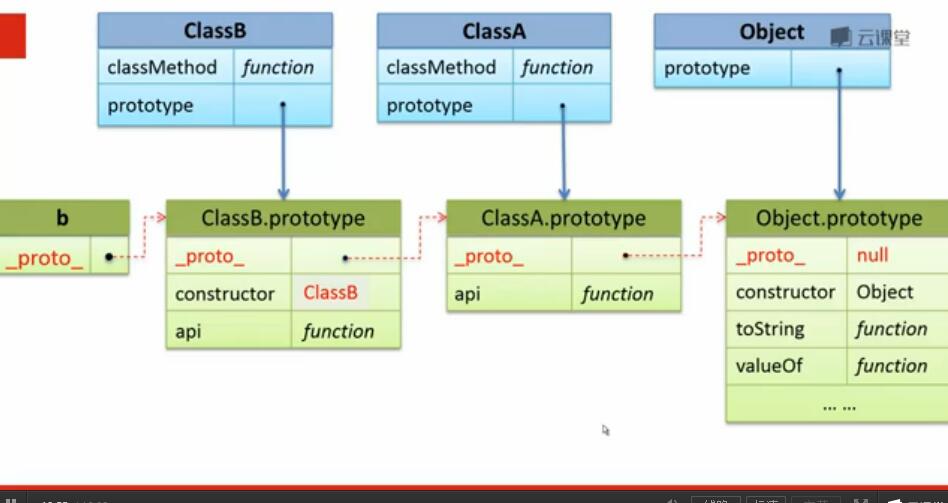 ClassB
classMethod function
prototype
ClassA
classMethod function
prototype
Object
云课堂
prototype
b
_proto_
ClassB.prototype
_proto_
constructor ClassB
api function
ClassA.prototype
_proto_
api function
Object.prototype
_proto_ null
constructor Object
toString function
valueOf function
... ...